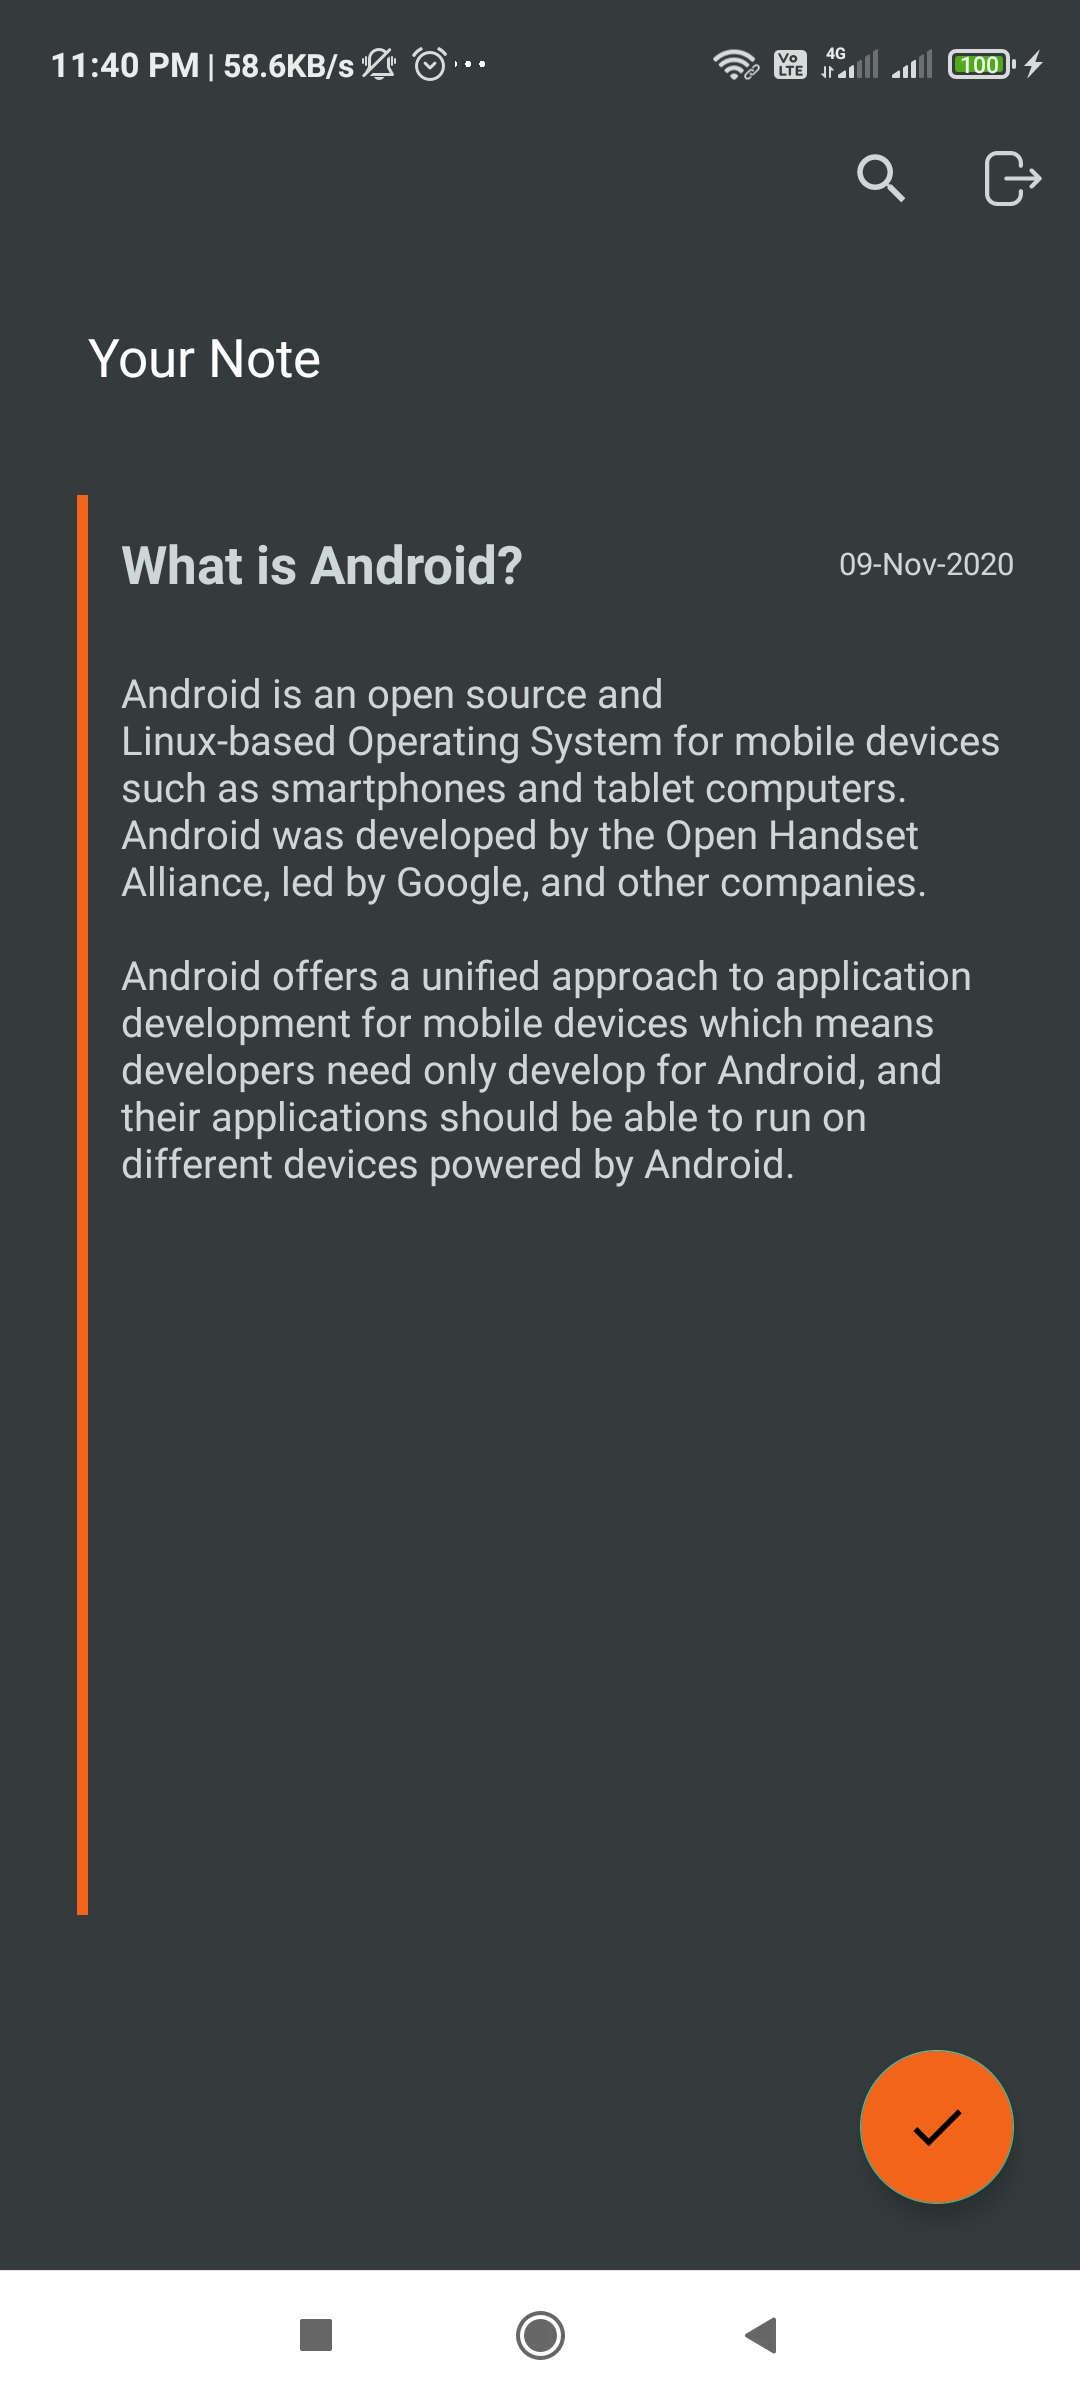 11:40 PM | 58.6KB/s
Vo
LTE
4G
100
Your Note
What is Android?
09-Nov-2020
Android is an open source and
Linux-based Operating System for mobile devices
such as smartphones and tablet computers.
Android was developed by the Open Handset
Alliance, led by Google, and other companies.
Android offers a unified approach to application
development for mobile devices which means
developers need only develop for Android, and
their applications should be able to run on
different devices powered by Android.